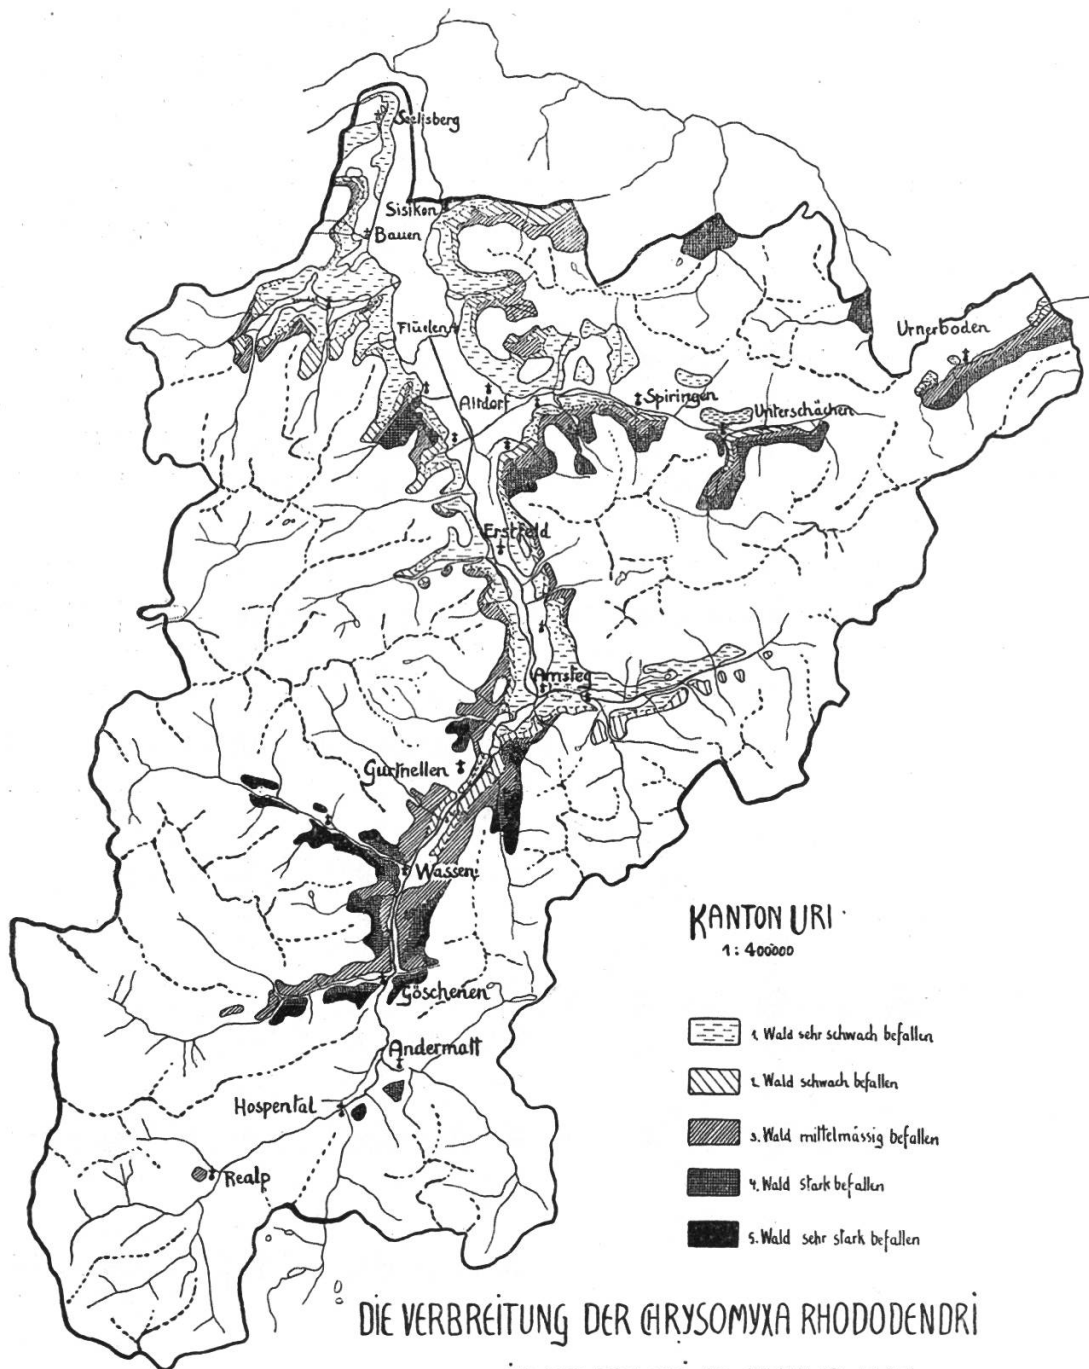 Seelisberg
Sisikon
Bauen
Flüelen
Urnerboden
Altdorf
Spiringen
Unterschächen
Erstfeld
Amsteg
Gurtnellen
Wassen
KANTON URI
1:400000
Göschenen
1. Wald sehr schwach befallen
Andermatt
2. Wald schwach befallen
Hospental
3. Wald mittelmässig befallen
Realp
4. Wald stark befallen
5. Wald sehr stark befallen
DIE VERBREITUNG DER CHRYSOMYXA RHODODENDRI